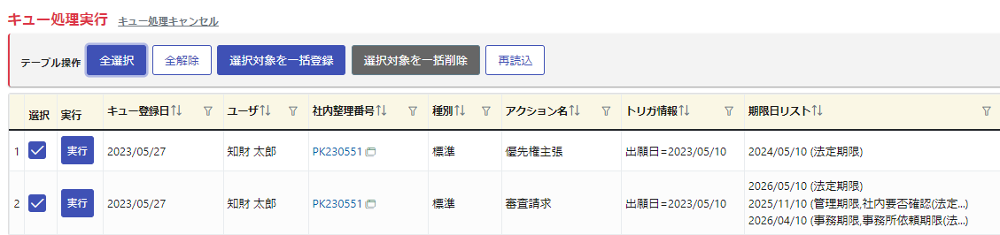 キュー処理実行 キュー処理キャンセル
テーブル操作 全選択 全解除 選択対象を一括登録 選択対象を一括削除 再読込
選択 実行 キュー登録日 ユーザ 社内整理番号 種別 アクション名 トリガ情報 期限日リスト
1 実行 2023/05/27 知財 太郎 PK230551 標準 優先権主張 出願日=2023/05/10 2024/05/10 (法定期限)
2 実行 2023/05/27 知財 太郎 PK230551 標準 審査請求 出願日=2023/05/10 2026/05/10 (法定期限)
2025/11/10 (管理期限,社内要否確認(法定...)
2026/04/10 (事務期限,事務所依頼期限(法...)